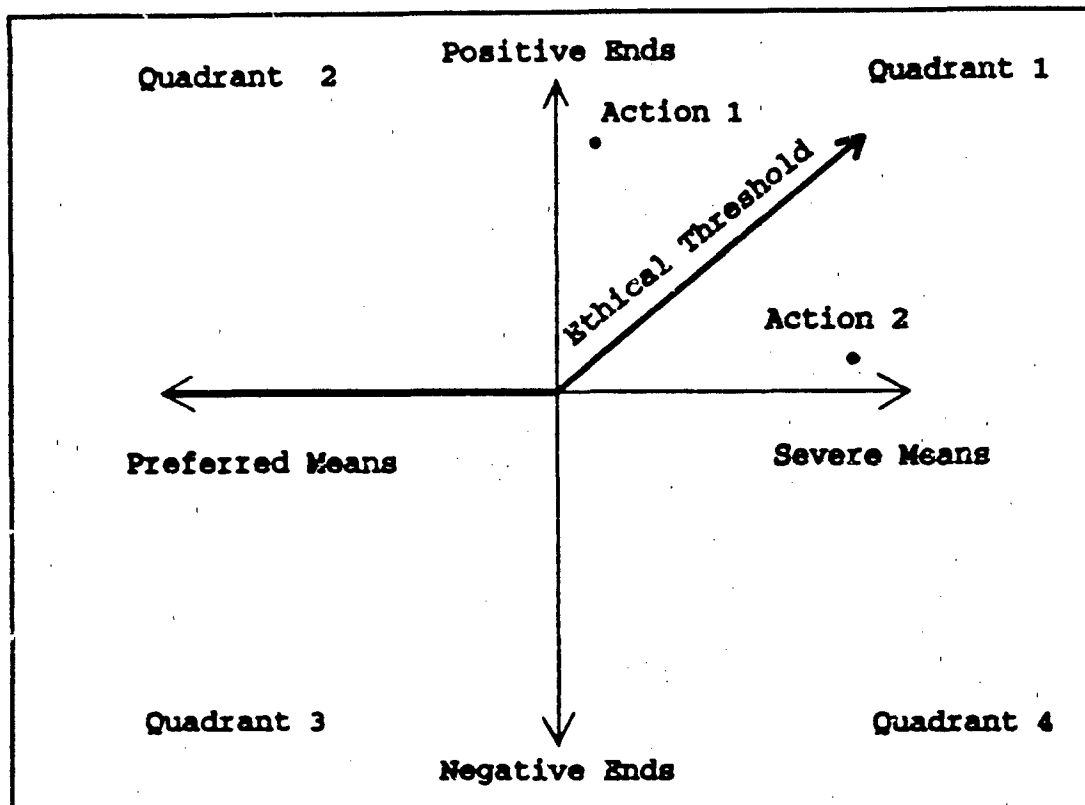 Positive Ends
Quadrant 2
Quadrant 1
Action 1
Ethical Threshold
Action 2
Preferred Means
Severe Means
Quadrant 3
Quadrant 4
Negative Ends